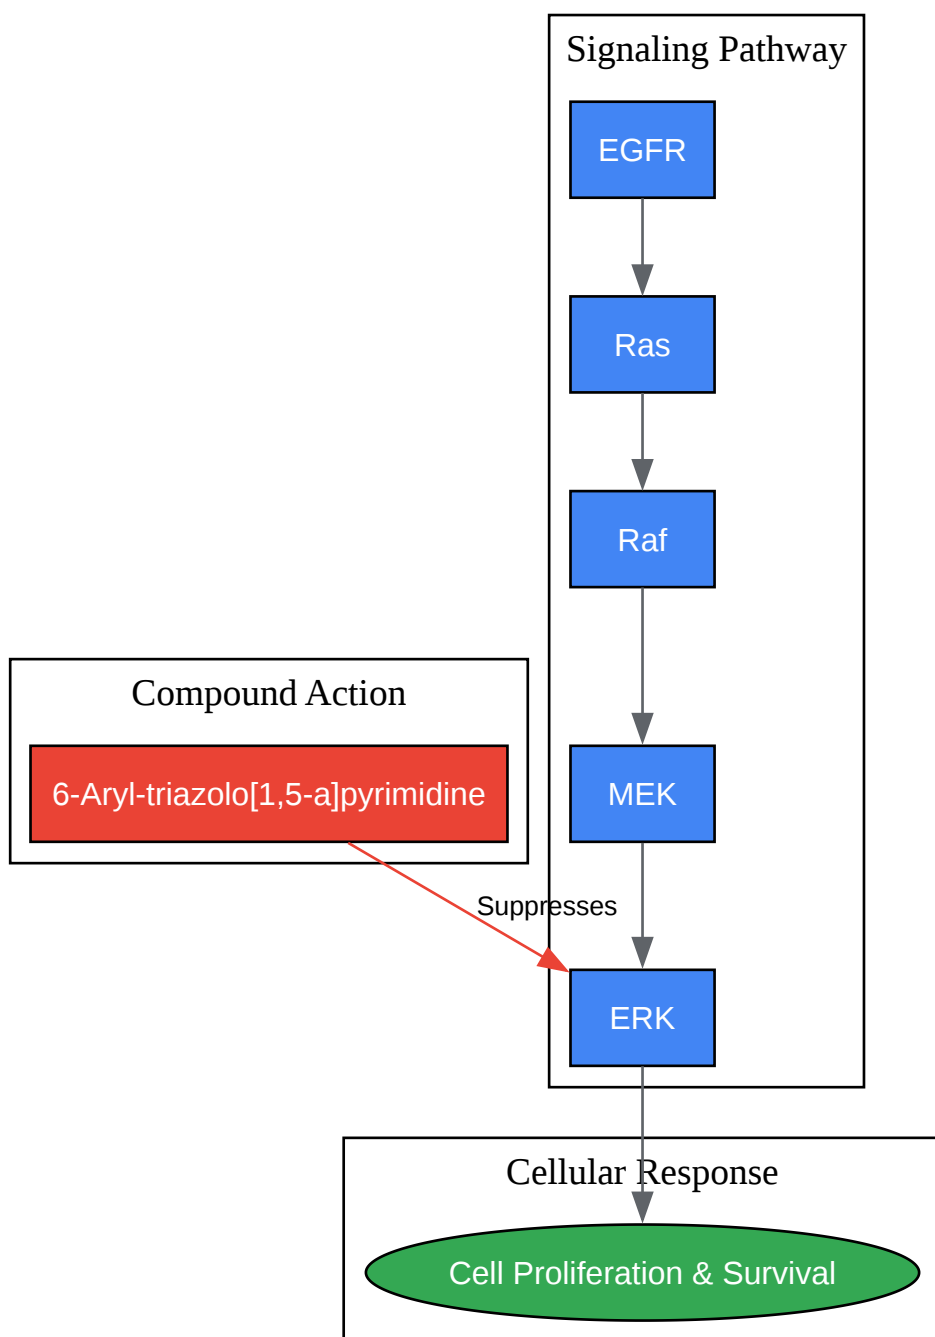 Signaling Pathway
EGFR
Ras
Raf
Compound Action
6-Aryl-triazolo[1,5-a]pyrimidine
MEK
Suppresses
ERK
Cellular Response
Cell Proliferation & Survival